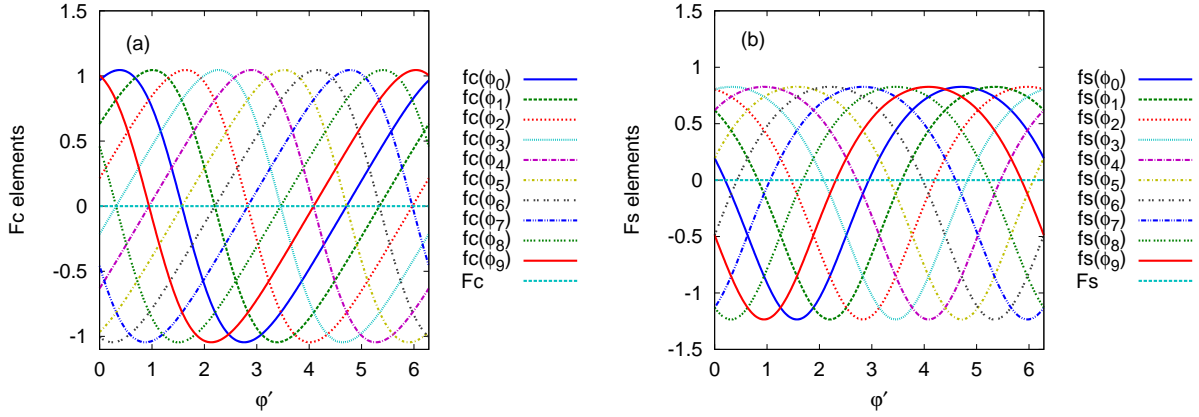 (a)
Fc elements
1.5
1
0.5
0
-0.5
-1
0 1 2 3 4 5 6
φ′
fc(ϕ₀)
fc(ϕ₁)
fc(ϕ₂)
fc(ϕ₃)
fc(ϕ₄)
fc(ϕ₅)
fc(ϕ₆)
fc(ϕ₇)
fc(ϕ₈)
fc(ϕ₉)
Fc
(b)
Fs elements
1.5
1
0.5
0
-0.5
-1
-1.5
0 1 2 3 4 5 6
φ′
fs(ϕ₀)
fs(ϕ₁)
fs(ϕ₂)
fs(ϕ₃)
fs(ϕ₄)
fs(ϕ₅)
fs(ϕ₆)
fs(ϕ₇)
fs(ϕ₈)
fs(ϕ₉)
Fs